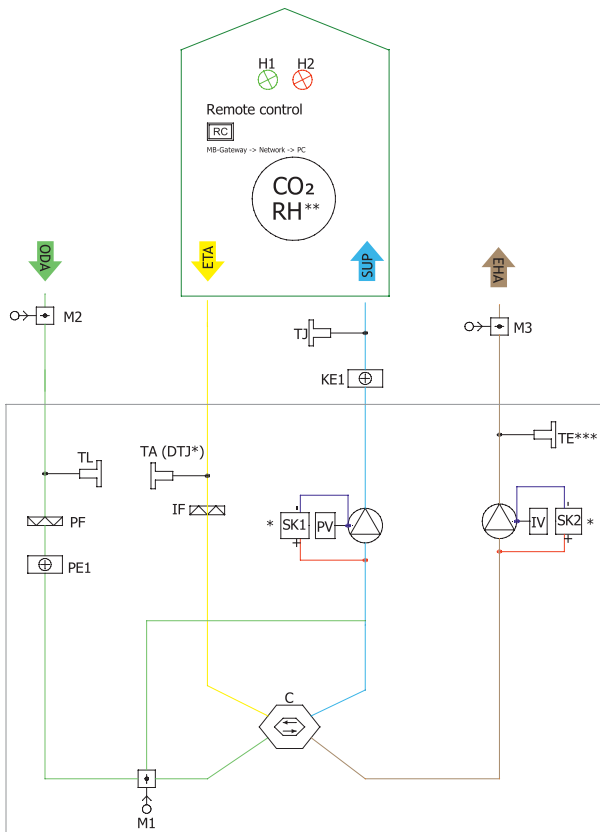 H1 H2
Remote control
RC
MB-Gateway -> Network -> PC
CO₂
RH**
ODA ETA SUP EHA
M2
M3
TJ
KE1
TL
TA (DTJ*)
TE***
PF
IF
* SK1 PV
IV SK2 *
PE1
C
M1